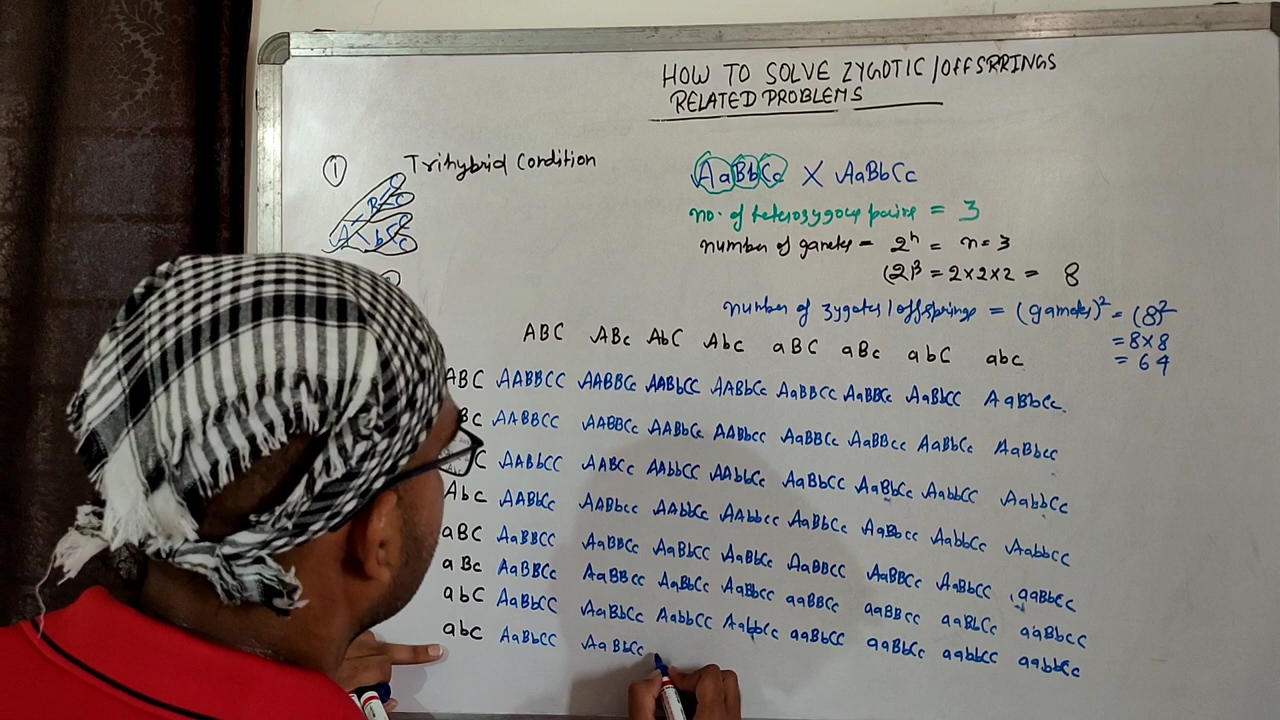 HOW TO SOLVE ZYGOTIC/OFFSRRINGS
RELATED PROBLEMS
① Trihybrid Condition
AaBbCc X AaBbCc
no. of heterozygous pairs = 3
number of gametes = 2ⁿ = n=3
(2)³ = 2×2×2 = 8
number of zygotes/offsprings = (gametes)² = (8)²
= 8×8
= 64
ABC ABc AbC Abc aBC aBc abC abc
ABC AABBCC AABBCc AABbCC AABbCc AaBBCC AaBBCc AaBbCC AaBbCc
Bc AABBCC AABBCc AABbCc AABbcc AaBBCc AaBBcc AaBbCc AaBbcc
C AABbCC AABCc AAbbCC AAbbCc AaBbCC AaBbCc AabbCC AabbCc
Abc AABbCc AABbcc AAbbCc AAbbcc AaBbCc AaBbcc AabbCc Aabbcc
aBC AaBBCC AaBBCc AaBbCC AaBbCc AaBBCC AaBBCc AaBbCC aaBbCc
aBc AaBBCc AaBBcc AaBbCc AaBbcc aaBBCc aaBBcc aaBbCc aaBbcc
abC AaBbCC AaBbCc AabbCC AabbCc aaBbCC aaBbCc aabbCC aabbCc
abc AaBbCC AaBbCc